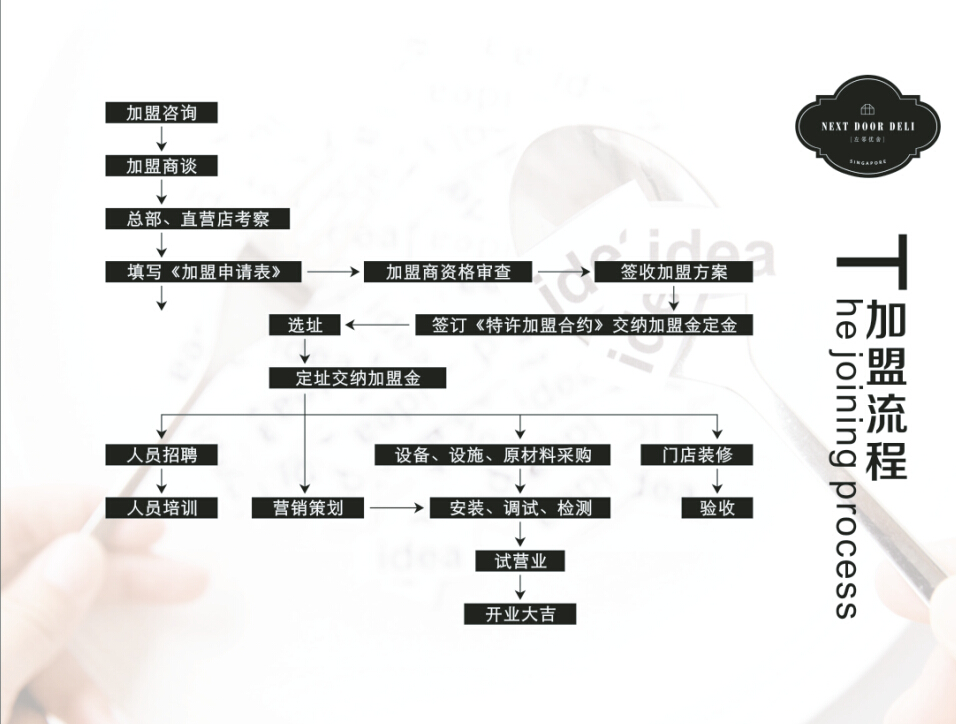 加盟咨询
加盟商谈
总部、直营店考察
填写《加盟申请表》
加盟商资格审查
签收加盟方案
选址
签订《特许加盟合约》交纳加盟金定金
定址交纳加盟金
人员招聘
设备、设施、原材料采购
门店装修
人员培训
营销策划
安装、调试、检测
验收
试营业
开业大吉
NEXT DOOR DELI
SINGAPORE
加盟流程
The joining process
idea
idea